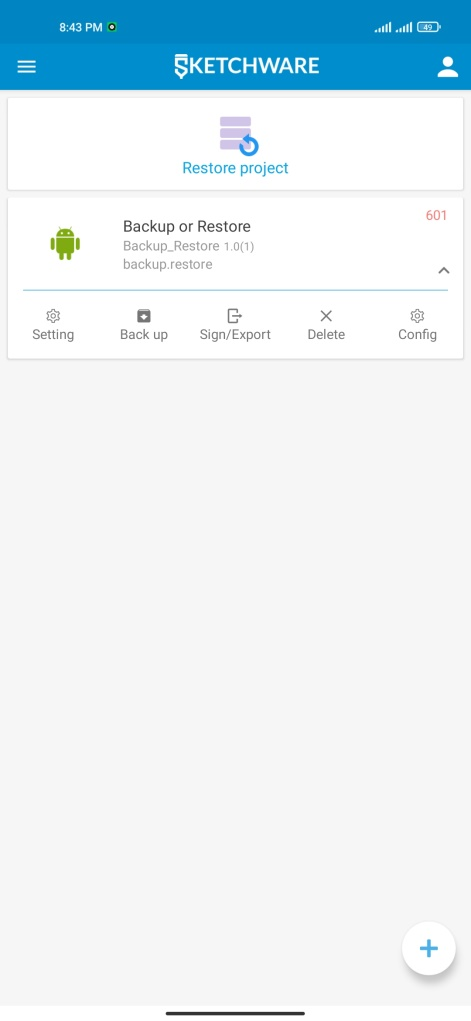 8:43 PM
49
SKETCHWARE
Restore project
601
Backup or Restore
Backup_Restore 1.0(1)
backup.restore
Setting
Back up
Sign/Export
Delete
Config